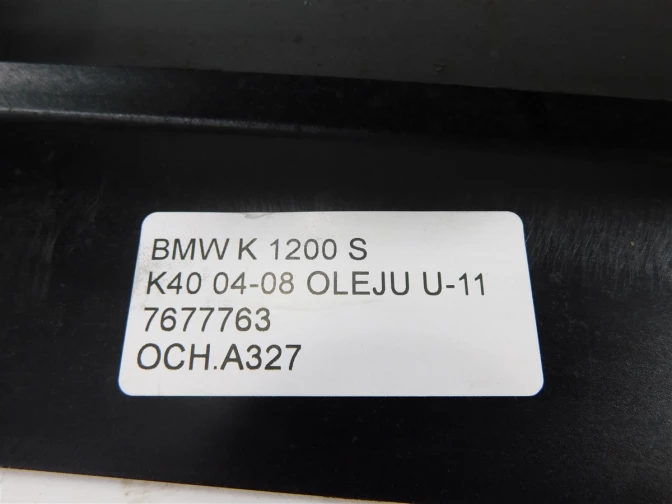 BMW K 1200 S
K40 04-08 OLEJU U-11
7677763
OCH.A327